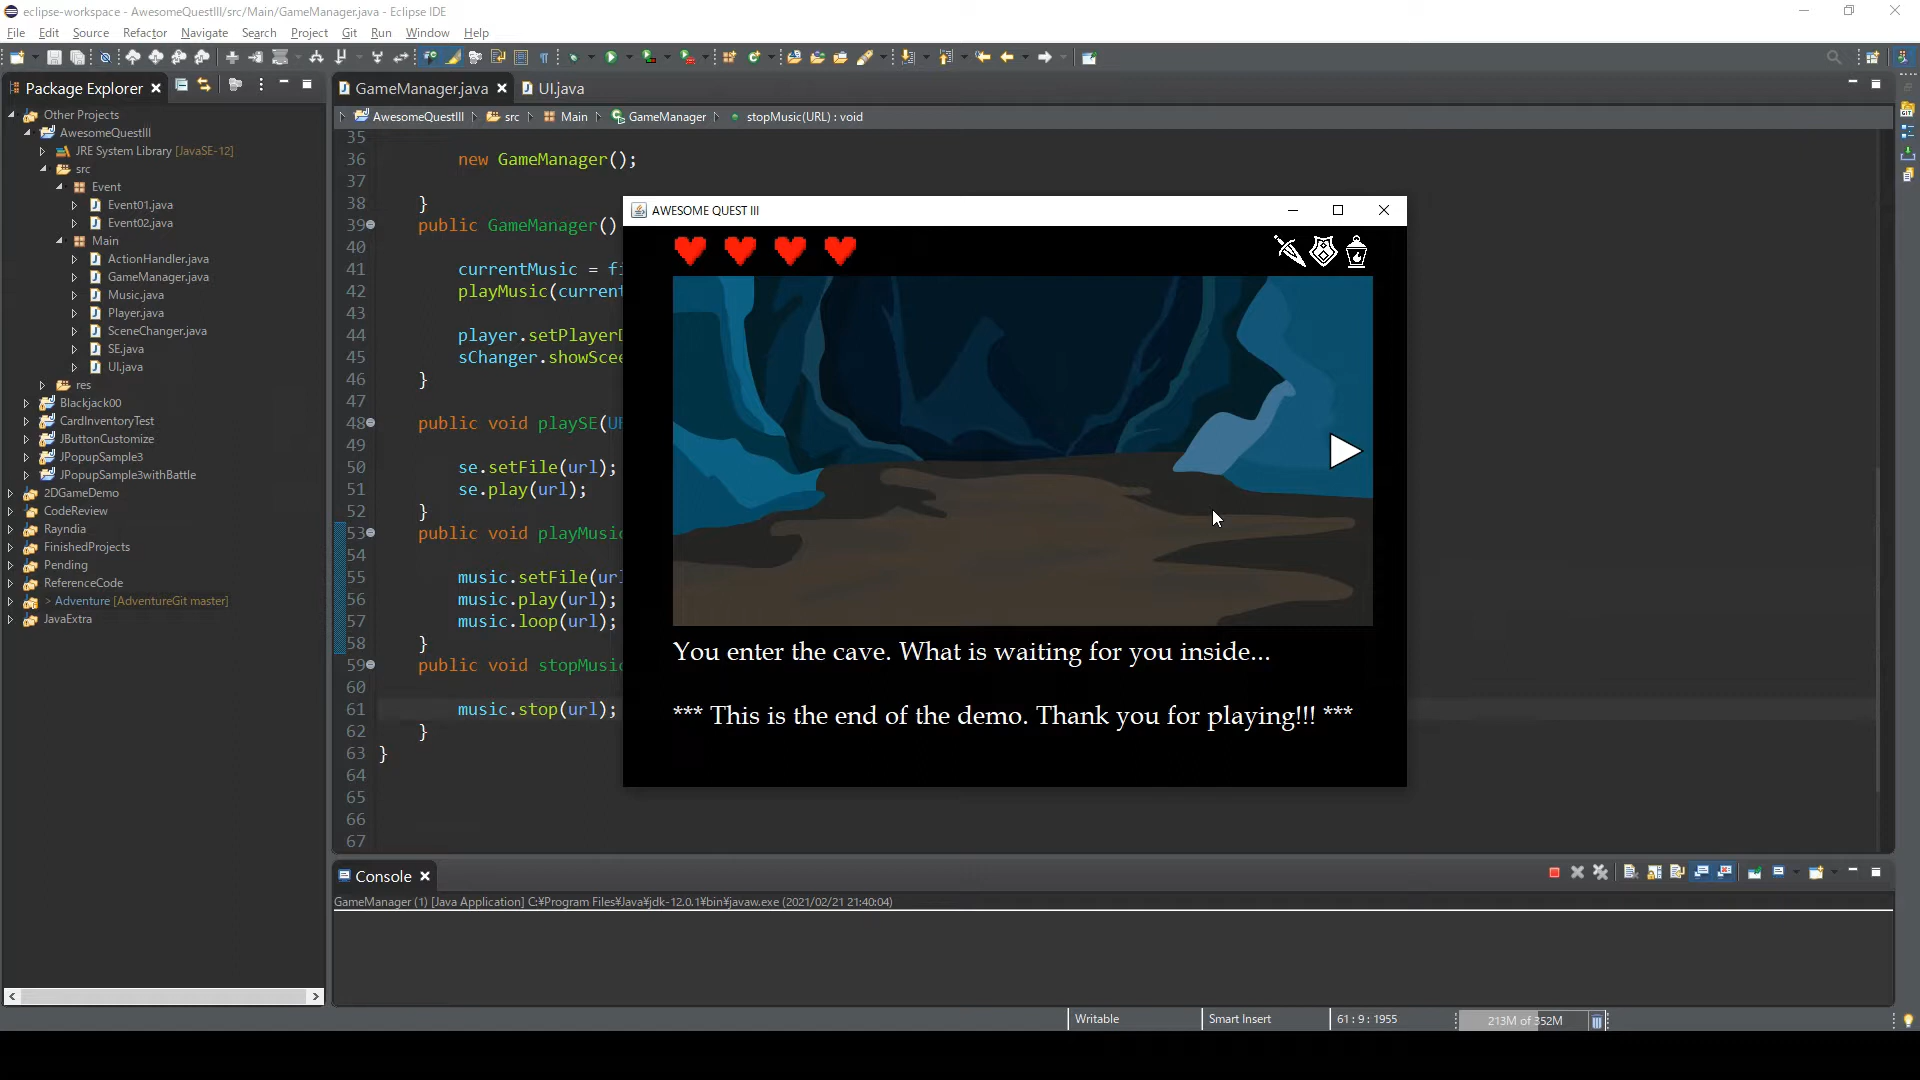 eclipse-workspace - AwesomeQuestIII/src/Main/GameManager.java - Eclipse IDE
File Edit Source Refactor Navigate Search Project Git Run Window Help
Package Explorer
GameManager.java
UI.java
AwesomeQuestIII src Main GameManager stopMusic(URL) : void
Other Projects
AwesomeQuestIII
JRE System Library [JavaSE-12]
src
Event
Event01.java
Event02.java
Main
ActionHandler.java
GameManager.java
Music.java
Player.java
SceneChanger.java
SE.java
UI.java
res
Blackjack00
CardInventoryTest
JButtonCustomize
JPopupSample3
JPopupSample3withBattle
2DGameDemo
CodeReview
Rayndia
FinishedProjects
Pending
ReferenceCode
> Adventure [AdventureGit master]
JavaExtra
35
36 new GameManager();
37
38 }
39 public GameManager()
40
41 currentMusic = fi
42 playMusic(current
43
44 player.setPlayerD
45 sChanger.showScee
46 }
47
48 public void playSE(U
49
50 se.setFile(url);
51 se.play(url);
52 }
53 public void playMusic
54
55 music.setFile(url
56 music.play(url);
57 music.loop(url);
58 }
59 public void stopMusic
60
61 music.stop(url);
62 }
63 }
64
65
66
67
AWESOME QUEST III
You enter the cave. What is waiting for you inside...
*** This is the end of the demo. Thank you for playing!!! ***
Console
GameManager (1) [Java Application] C:¥Program Files¥Java¥jdk-12.0.1¥bin¥javaw.exe (2021/02/21 21:40:04)
Writable
Smart Insert
61 : 9 : 1955
213M of 352M